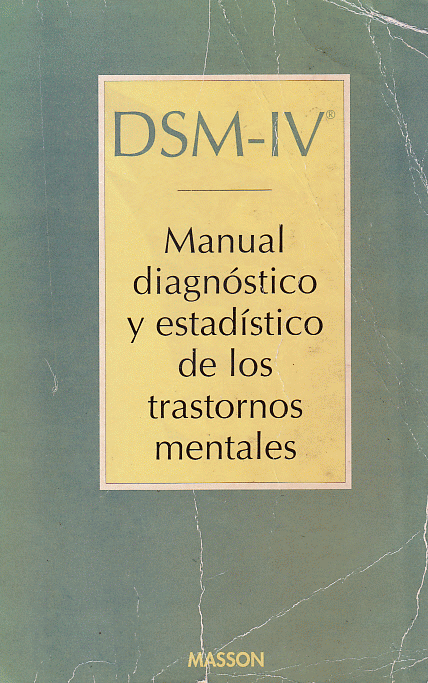 DSM-IV®
Manual
diagnóstico
y estadístico
de los
trastornos
mentales
MASSON